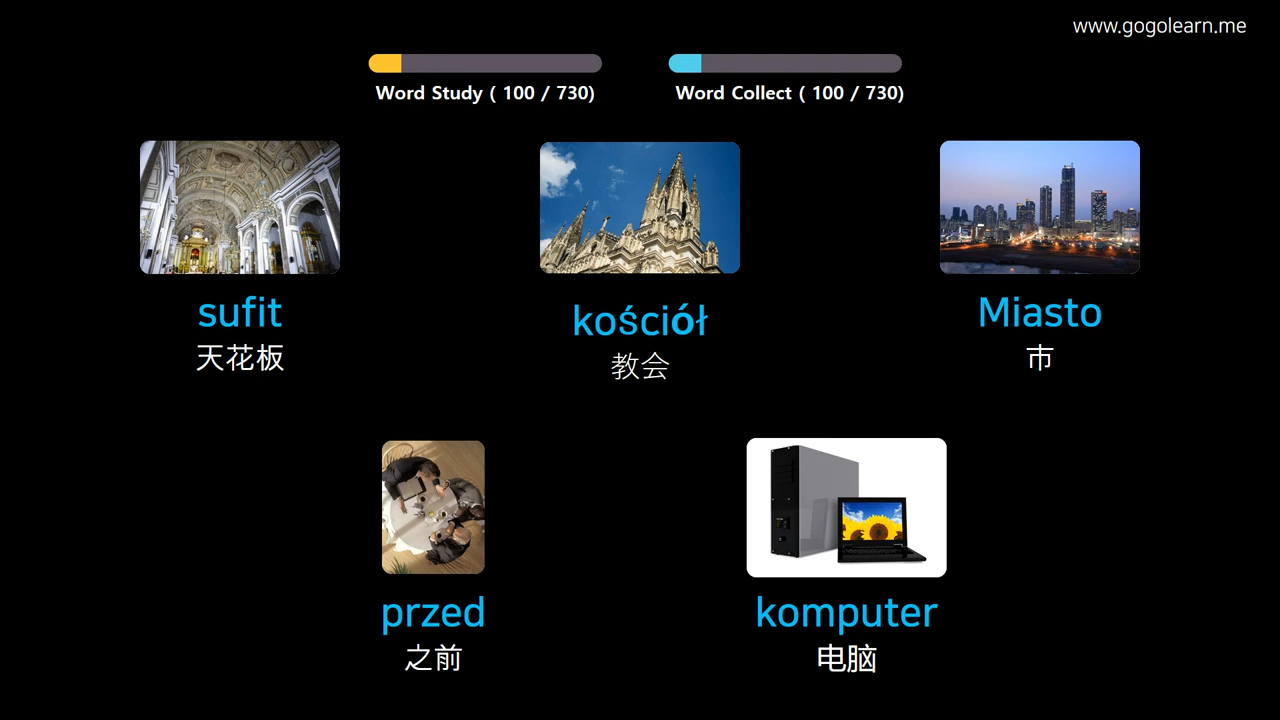 www.gogolearn.me
Word Study ( 100 / 730)
Word Collect ( 100 / 730)
sufit
天花板
kościół
教会
Miasto
市
przed
之前
komputer
电脑